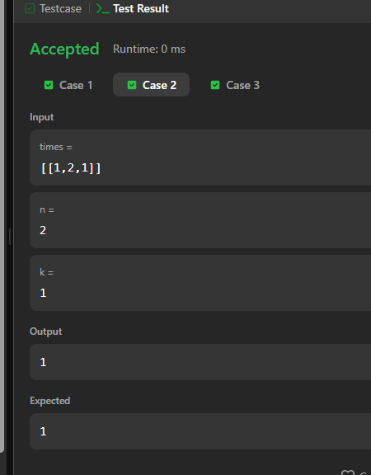 Testcase | >_ Test Result
Accepted Runtime: 0 ms
Case 1 Case 2 Case 3
Input
times =
[[1,2,1]]
n =
2
k =
1
Output
1
Expected
1